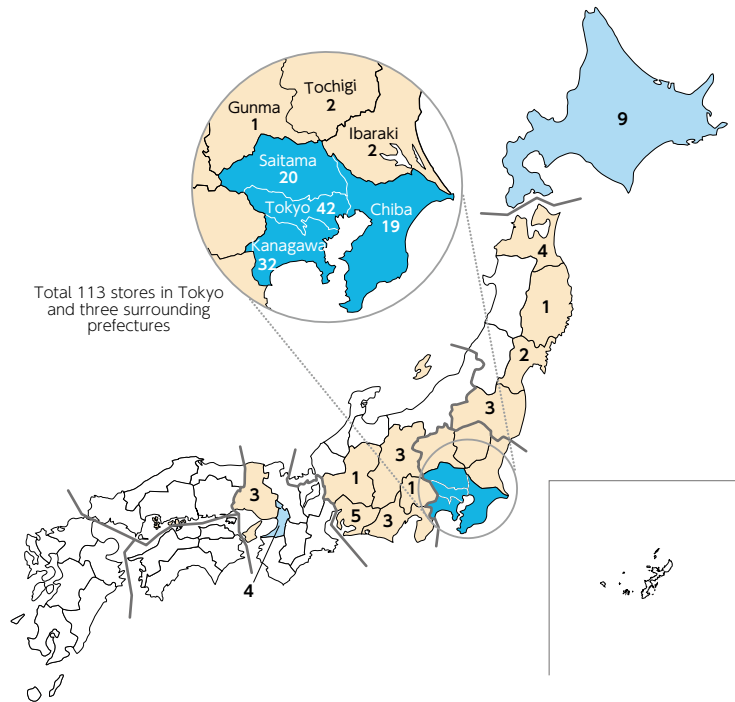 Tochigi
2
Gunma
1
Ibaraki
2
Saitama
20
Tokyo 42
Chiba
19
Kanagawa
32
Total 113 stores in Tokyo
and three surrounding
prefectures
9
4
1
2
3
3
1
1
5
3
3
4